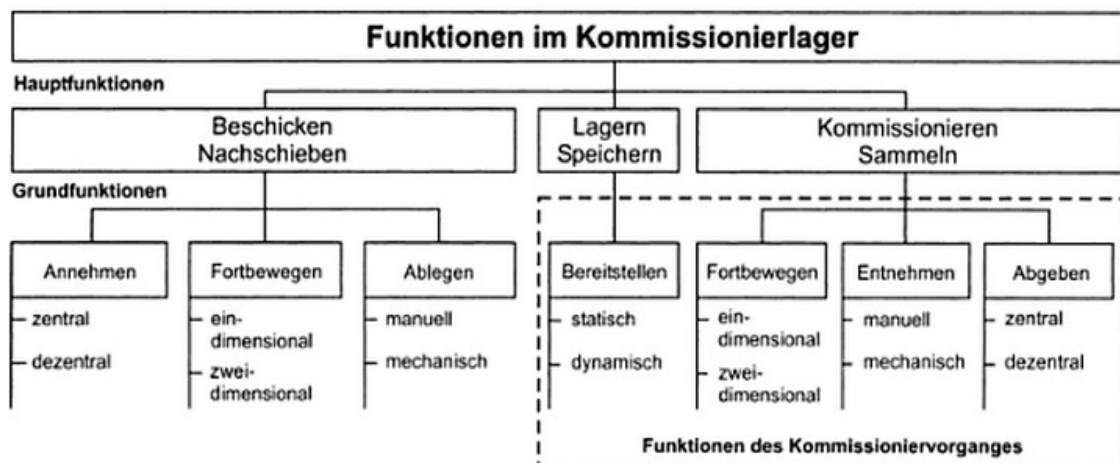 Funktionen im Kommissionierlager
Hauptfunktionen
Beschicken
Nachschieben
Lagern
Speichern
Kommissionieren
Sammeln
Grundfunktionen
Annehmen
Fortbewegen
Ablegen
Bereitstellen
Fortbewegen
Entnehmen
Abgeben
zentral
dezentral
ein-
dimensional
zwei-
dimensional
manuell
mechanisch
statisch
dynamisch
ein-
dimensional
zwei-
dimensional
manuell
mechanisch
zentral
dezentral
Funktionen des Kommissioniervorganges